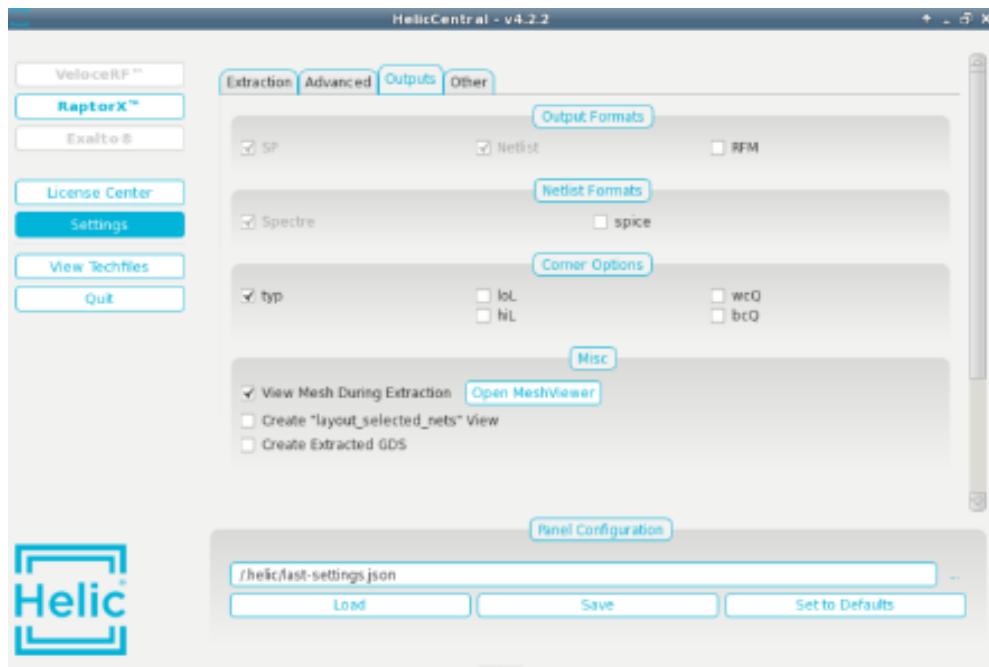 HelicCentral - v4.2.2
VeloceRF™
RaptorX™
Exalto®
License Center
Settings
View Techfiles
Quit
Extraction Advanced Outputs Other
Output Formats
SP Netlist RFM
Netlist Formats
Spectre spice
Corner Options
typ loL wcQ
hiL bcQ
Misc
View Mesh During Extraction Open MeshViewer
Create "layout_selected_nets" View
Create Extracted GDS
Panel Configuration
/.helic/last-settings.json ...
Load Save Set to Defaults
Helic